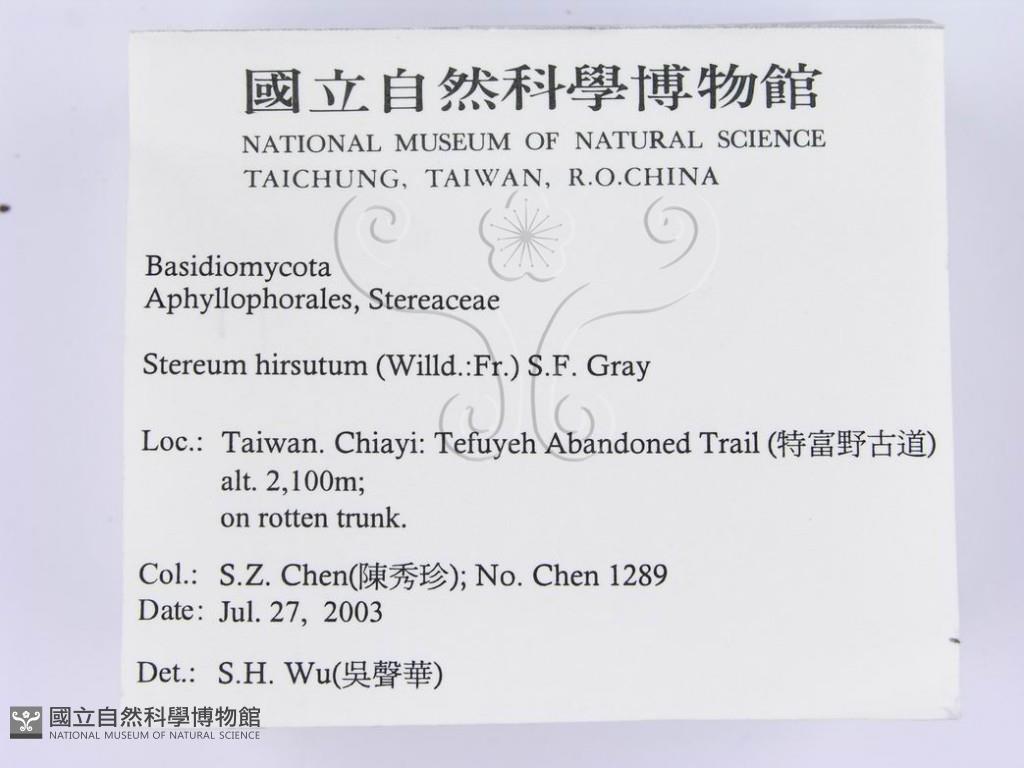 國立自然科學博物館
NATIONAL MUSEUM OF NATURAL SCIENCE
TAICHUNG, TAIWAN, R.O.CHINA
Basidiomycota
Aphyllophorales, Stereaceae
Stereum hirsutum (Willd.:Fr.) S.F. Gray
Loc.: Taiwan. Chiayi: Tefuyeh Abandoned Trail (特富野古道)
alt. 2,100m;
on rotten trunk.
Col.: S.Z. Chen(陳秀珍); No. Chen 1289
Date: Jul. 27, 2003
Det.: S.H. Wu(吳聲華)
國立自然科學博物館
NATIONAL MUSEUM OF NATURAL SCIENCE